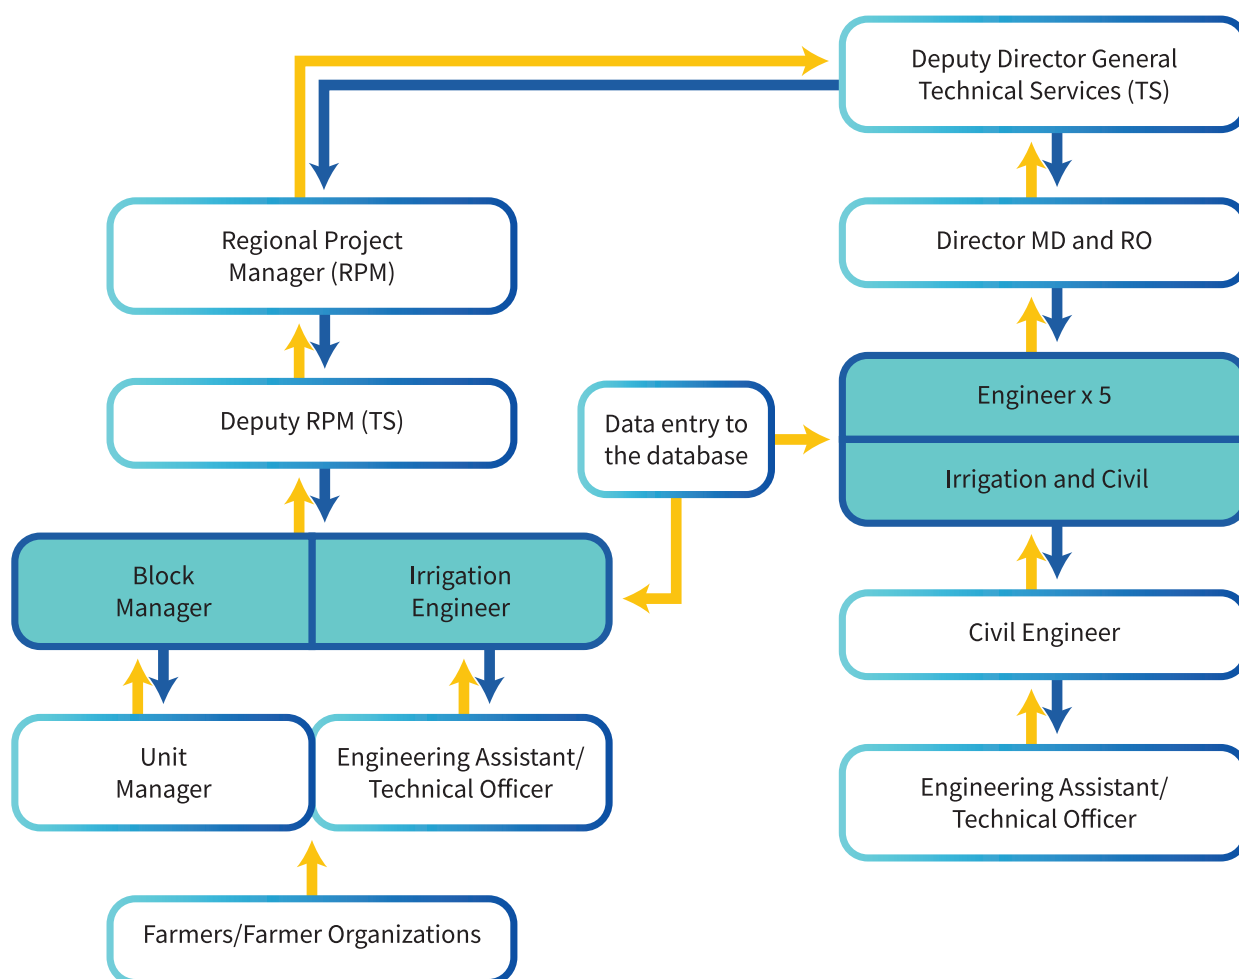 Deputy Director General
Technical Services (TS)
Regional Project
Manager (RPM)
Director MD and RO
Deputy RPM (TS)
Data entry to
the database
Engineer x 5
Irrigation and Civil
Block
Manager
Irrigation
Engineer
Civil Engineer
Unit
Manager
Engineering Assistant/
Technical Officer
Engineering Assistant/
Technical Officer
Farmers/Farmer Organizations